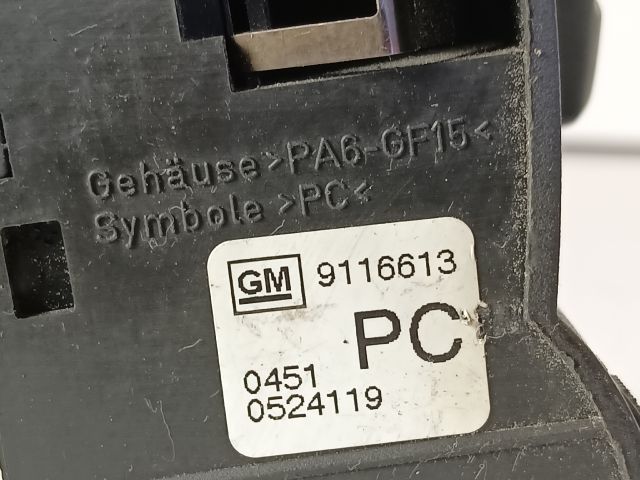 Gehäuse >PA6-GF15<
Symbole >PC<
GM 9116613
PC
0451
0524119